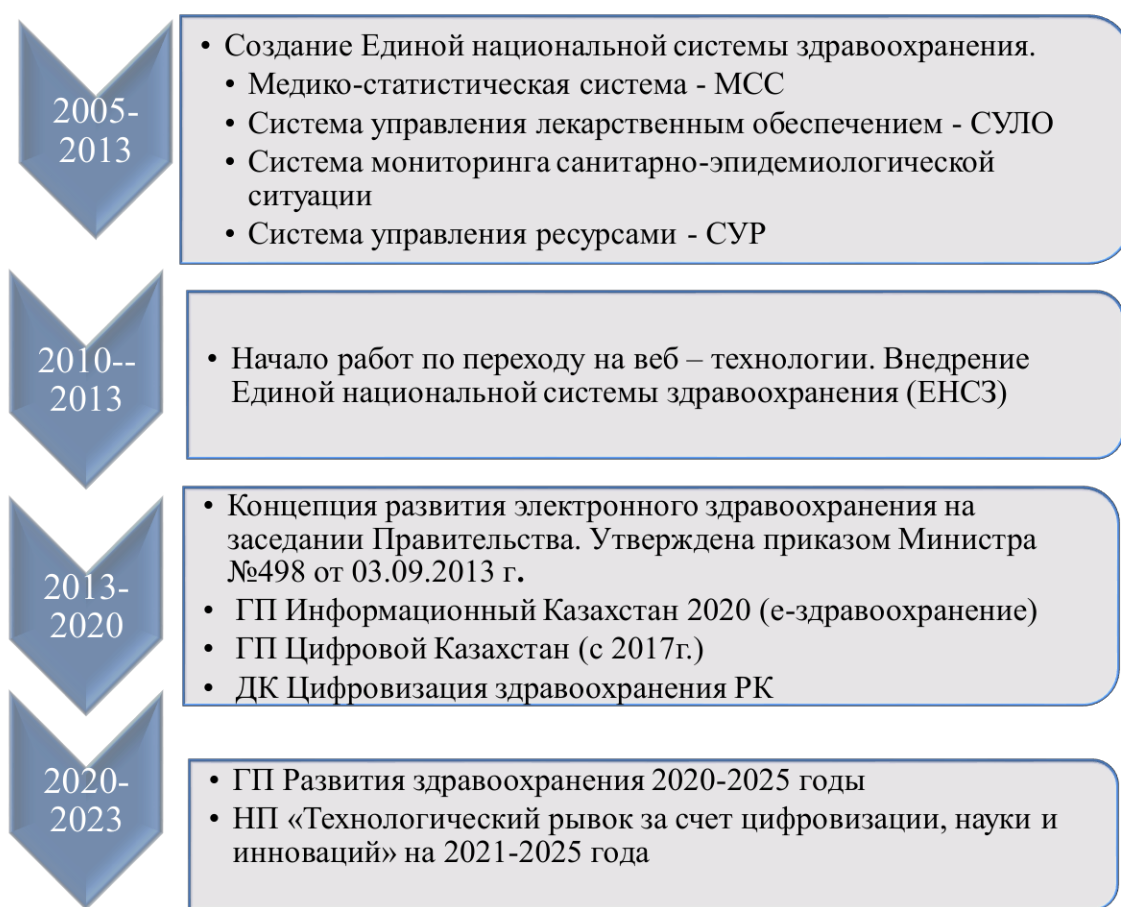 2005-
2013
• Создание Единой национальной системы здравоохранения.
• Медико-статистическая система - МСС
• Система управления лекарственным обеспечением - СУЛО
• Система мониторинга санитарно-эпидемиологической
ситуации
• Система управления ресурсами - СУР
2010--
2013
• Начало работ по переходу на веб – технологии. Внедрение
Единой национальной системы здравоохранения (ЕНСЗ)
2013-
2020
• Концепция развития электронного здравоохранения на
заседании Правительства. Утверждена приказом Министра
№498 от 03.09.2013 г.
• ГП Информационный Казахстан 2020 (е-здравоохранение)
• ГП Цифровой Казахстан (с 2017г.)
• ДК Цифровизация здравоохранения РК
2020-
2023
• ГП Развития здравоохранения 2020-2025 годы
• НП «Технологический рывок за счет цифровизации, науки и
инноваций» на 2021-2025 года